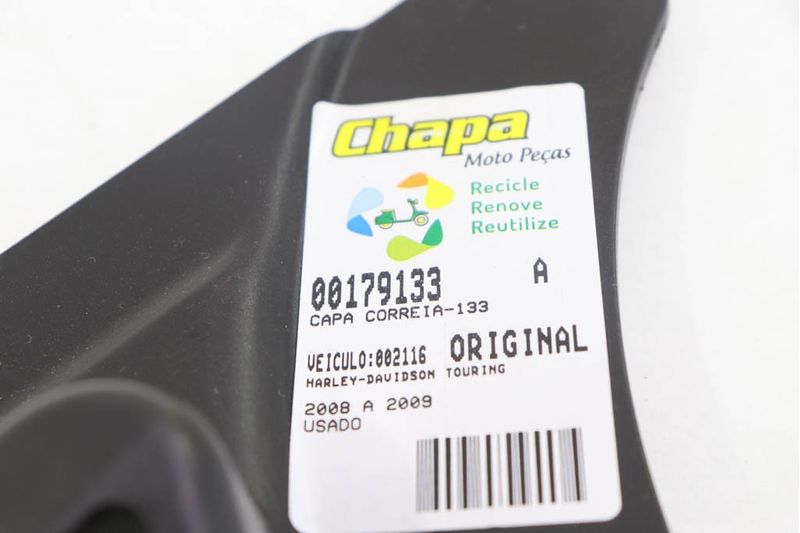 Chapa
Moto Peças
Recicle
Renove
Reutilize
00179133 A
CAPA CORREIA-133
VEICULO:002116 ORIGINAL
HARLEY-DAVIDSON TOURING
2008 A 2009
USADO